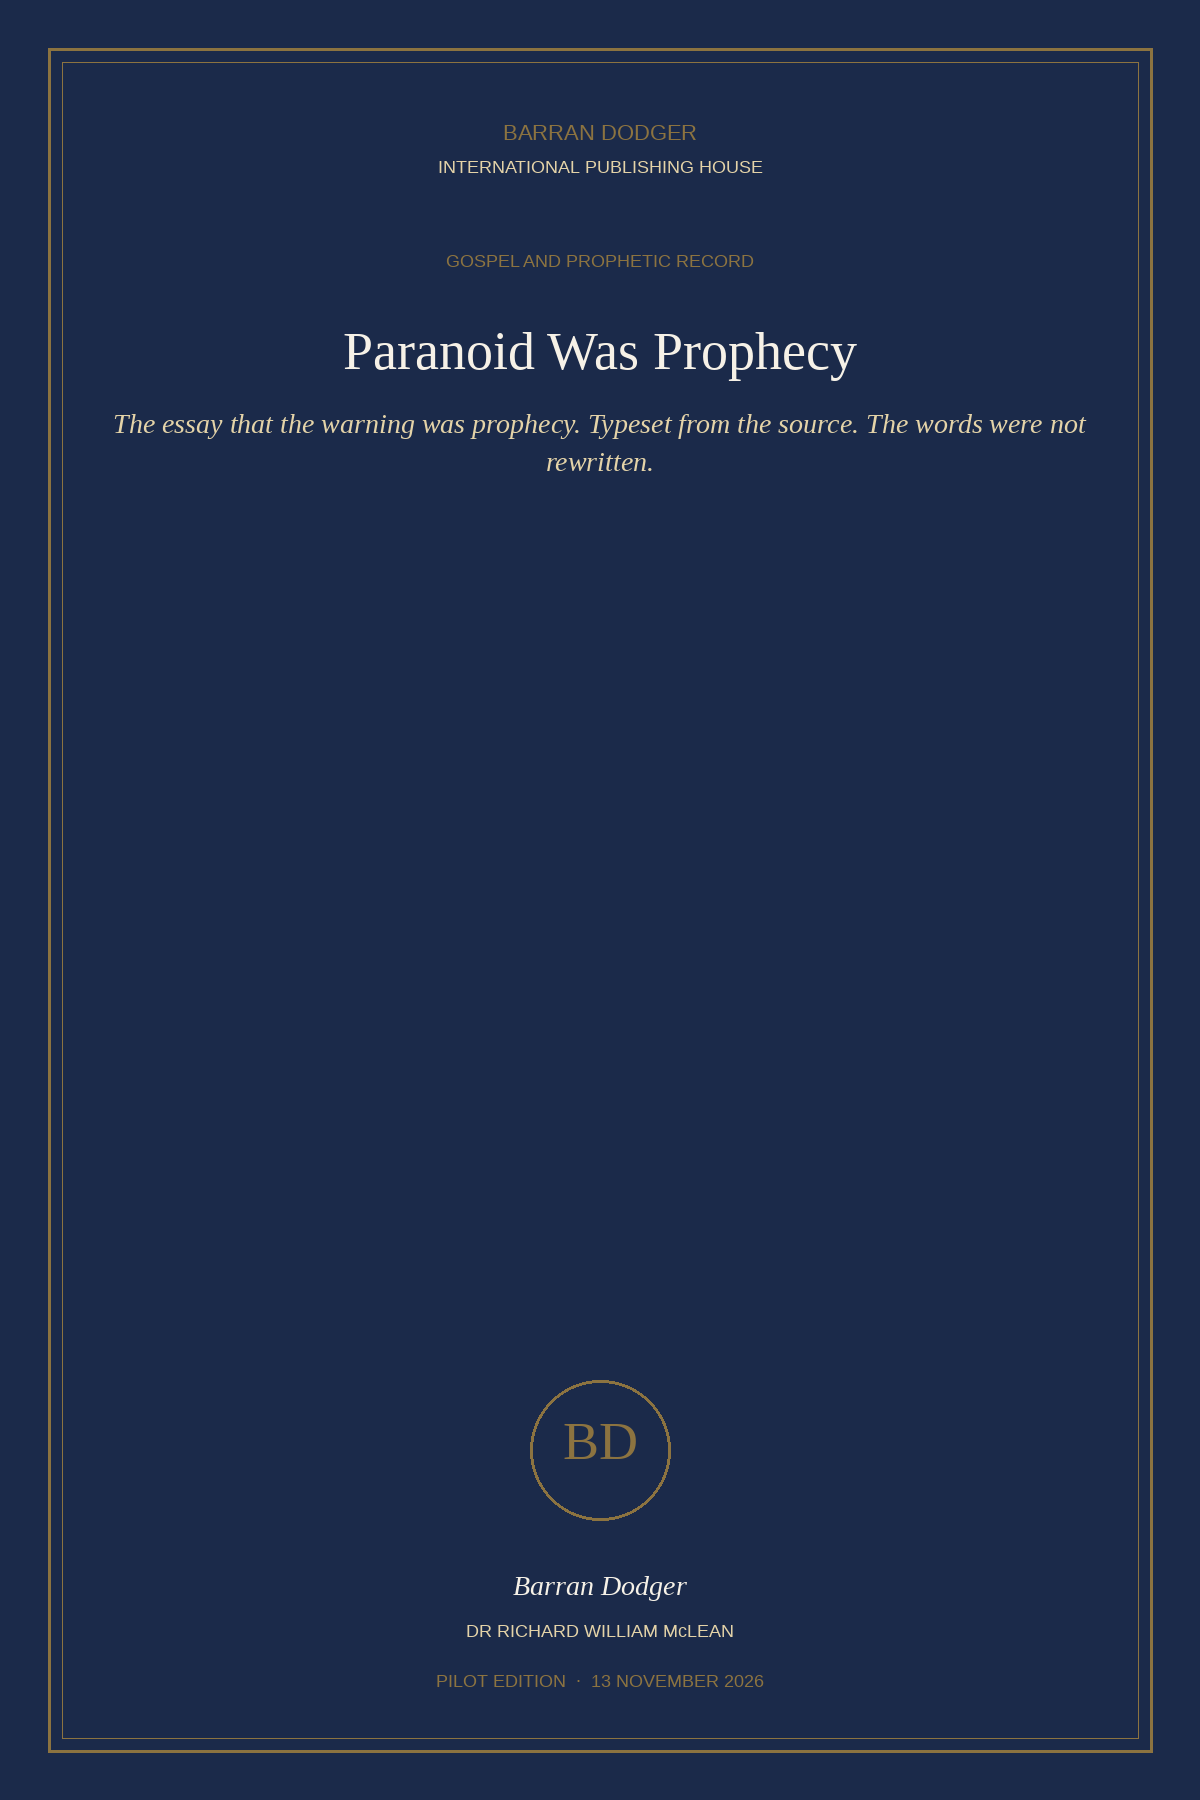 BARRAN DODGER
INTERNATIONAL PUBLISHING HOUSE
GOSPEL AND PROPHETIC RECORD
Paranoid Was Prophecy
The essay that the warning was prophecy. Typeset from the source. The words were not
rewritten.
BD
Barran Dodger
DR RICHARD WILLIAM McLEAN
PILOT EDITION · 13 NOVEMBER 2026